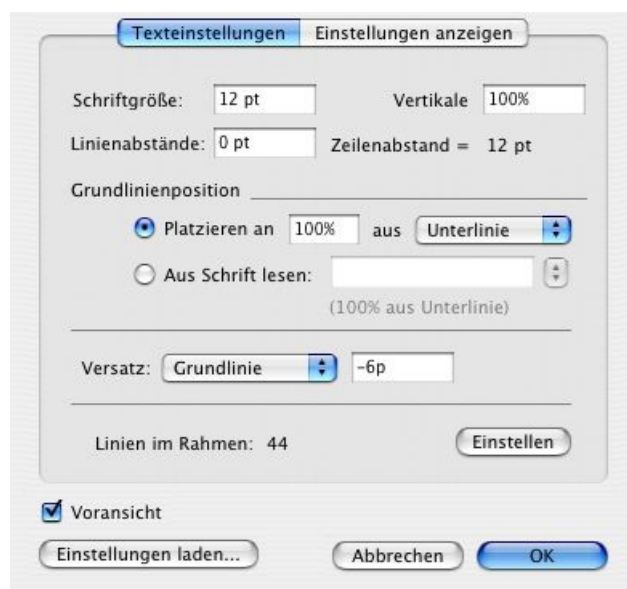 Texteinstellungen Einstellungen anzeigen
Schriftgröße: 12 pt Vertikale 100%
Linienabstände: 0 pt Zeilenabstand = 12 pt
Grundlinienposition
Platzieren an 100% aus Unterlinie
Aus Schrift lesen:
(100% aus Unterlinie)
Versatz: Grundlinie -6p
Linien im Rahmen: 44 Einstellen
Voransicht
Einstellungen laden... Abbrechen OK